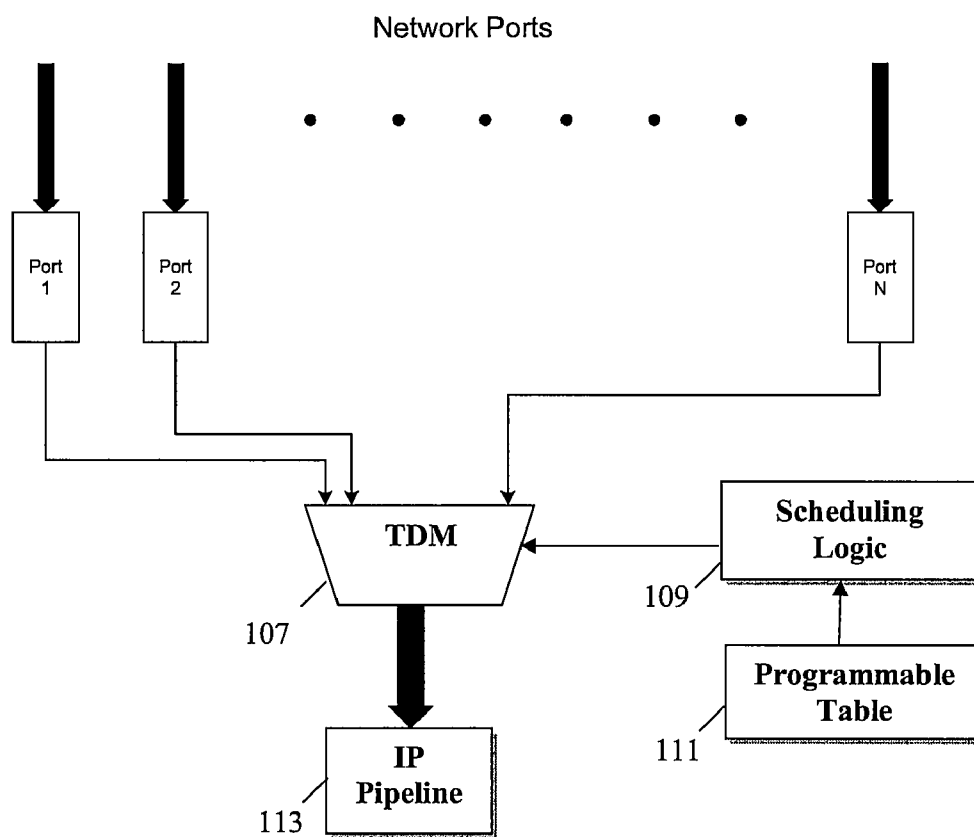 Network Ports
Port
1
Port
2
Port
N
TDM
107
Scheduling
Logic
109
Programmable
Table
111
IP
Pipeline
113